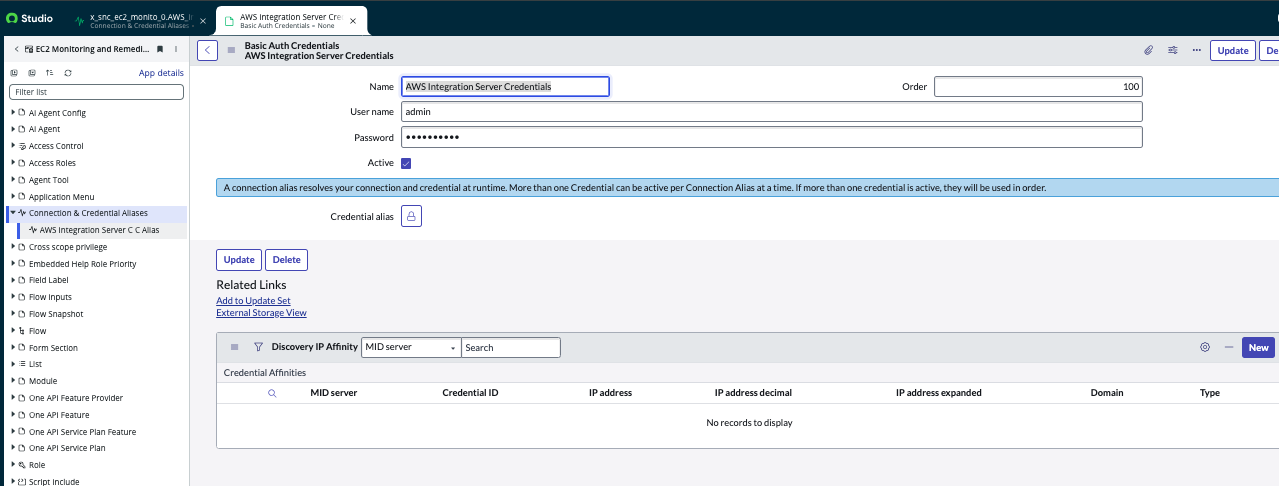 Studio
x_snc_ec2_monito_0.AWS_I
Connection & Credential Aliases -
AWS Integration Server Cre
Basic Auth Credentials - None
EC2 Monitoring and Remedi...
App details
Filter list
AI Agent Config
AI Agent
Access Control
Access Roles
Agent Tool
Application Menu
Connection & Credential Aliases
AWS Integration Server C C Alias
Cross scope privilege
Embedded Help Role Priority
Field Label
Flow Inputs
Flow Snapshot
Flow
Form Section
List
Module
One API Feature Provider
One API Feature
One API Service Plan Feature
One API Service Plan
Role
Script Include
Basic Auth Credentials
AWS Integration Server Credentials
Update
De
Name
AWS Integration Server Credentials
Order
100
User name
admin
Password
••••••••••
Active
A connection alias resolves your connection and credential at runtime. More than one Credential can be active per Connection Alias at a time. If more than one credential is active, they will be used in order.
Credential alias
Update
Delete
Related Links
Add to Update Set
External Storage View
Discovery IP Affinity
MID server
Search
New
Credential Affinities
MID server
Credential ID
IP address
IP address decimal
IP address expanded
Domain
Type
No records to display